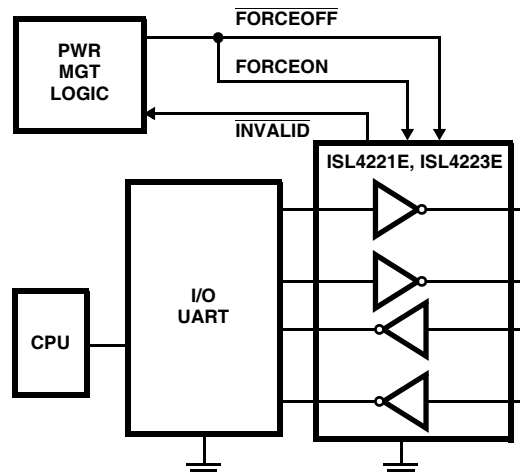 FORCEOFF
PWR
MGT
LOGIC
FORCEON
INVALID
ISL4221E, ISL4223E
I/O
UART
CPU